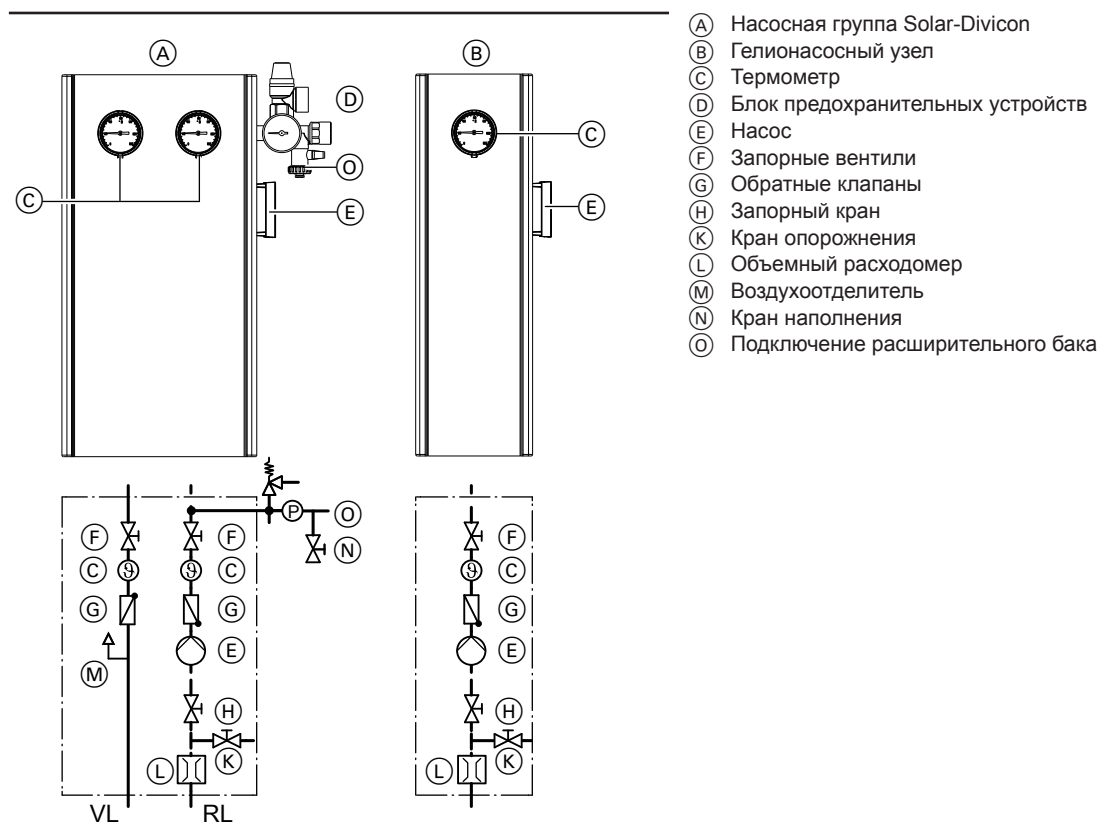 A Насосная группа Solar-Divicon
B Гелионасосный узел
C Термометр
D Блок предохранительных устройств
E Насос
F Запорные вентили
G Обратные клапаны
H Запорный кран
K Кран опорожнения
L Объемный расходомер
M Воздухоотделитель
N Кран наполнения
O Подключение расширительного бака
A B
D
C
O
C E E
P O
F F N F
C ϑ ϑ C ϑ C
G G G
E E
M
H H
L K L K
VL RL